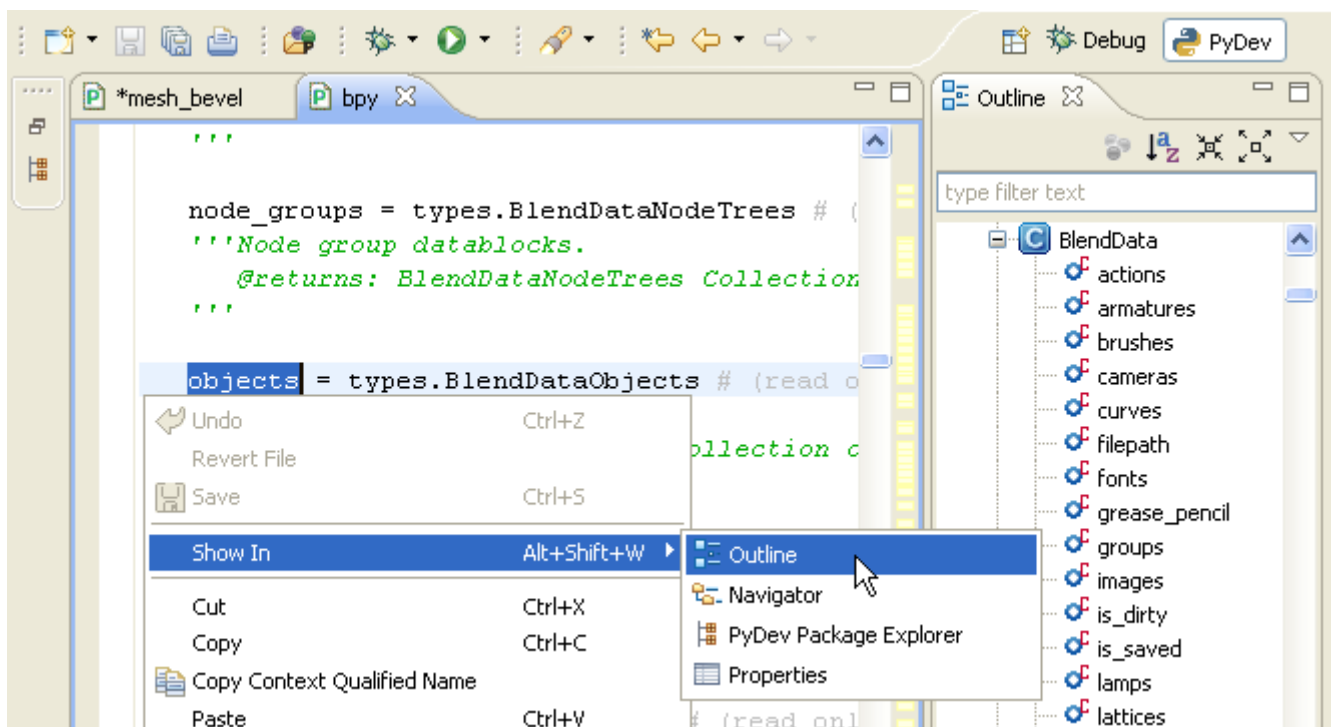 Debug PyDev
*mesh_bevel bpy Outline
'''
type filter text
node_groups = types.BlendDataNodeTrees # (
'''Node group datablocks.
@returns: BlendDataNodeTrees Collection
'''
objects = types.BlendDataObjects # (read o
Undo Ctrl+Z
Revert File
ollection c
Save Ctrl+S
Show In Alt+Shift+W
Cut Ctrl+X
Copy Ctrl+C
Copy Context Qualified Name
Paste Ctrl+V
# (read onl
Outline
Navigator
PyDev Package Explorer
Properties
BlendData
actions
armatures
brushes
cameras
curves
filepath
fonts
grease_pencil
groups
images
is_dirty
is_saved
lamps
lattices